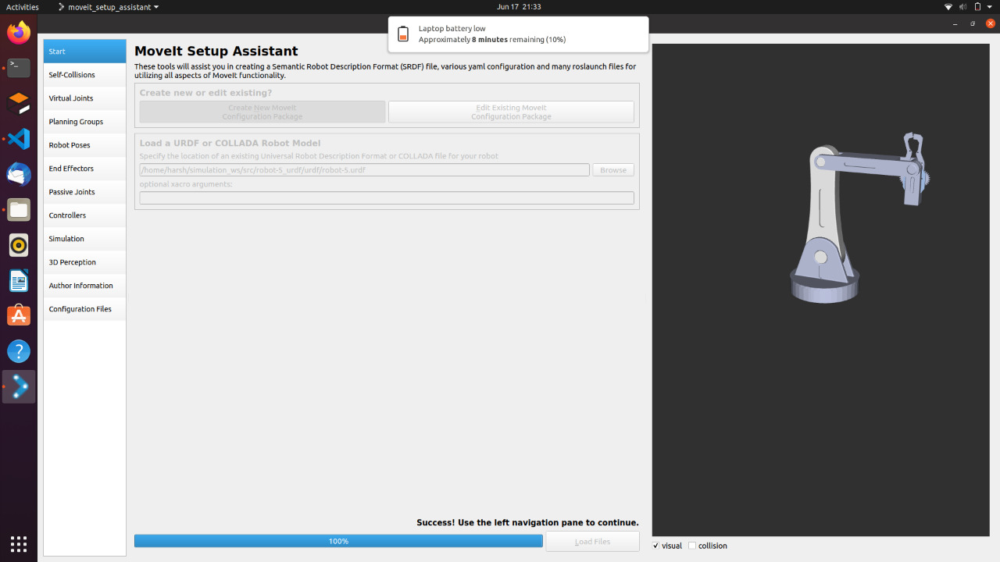 Activities
moveit_setup_assistant
Jun 17 21:33
Laptop battery low
Approximately 8 minutes remaining (10%)
Start
Self-Collisions
Virtual Joints
Planning Groups
Robot Poses
End Effectors
Passive Joints
Controllers
Simulation
3D Perception
Author Information
Configuration Files
MoveIt Setup Assistant
These tools will assist you in creating a Semantic Robot Description Format (SRDF) file, various yaml configuration and many roslaunch files for
utilizing all aspects of MoveIt functionality.
Create new or edit existing?
Create New MoveIt
Configuration Package
Edit Existing MoveIt
Configuration Package
Load a URDF or COLLADA Robot Model
Specify the location of an existing Universal Robot Description Format or COLLADA file for your robot
/home/harsh/simulation_ws/src/robot-5_urdf/urdf/robot-5.urdf
Browse
optional xacro arguments:
Success! Use the left navigation pane to continue.
100%
Load Files
visual
collision